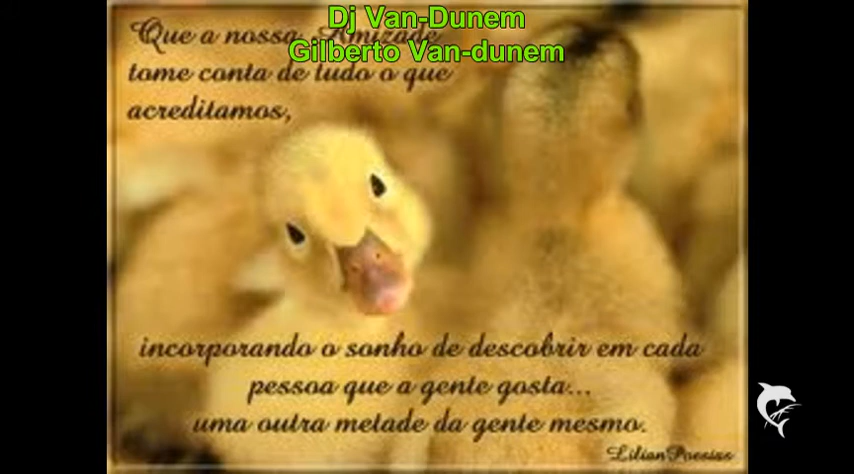 Dj Van-Dunem
Gilberto Van-dunem
Que a nossa Amizade
tome conta de tudo o que
acreditamos,
incorporando o sonho de descobrir em cada
pessoa que a gente gosta...
uma outra metade da gente mesmo.
LilianPoesias